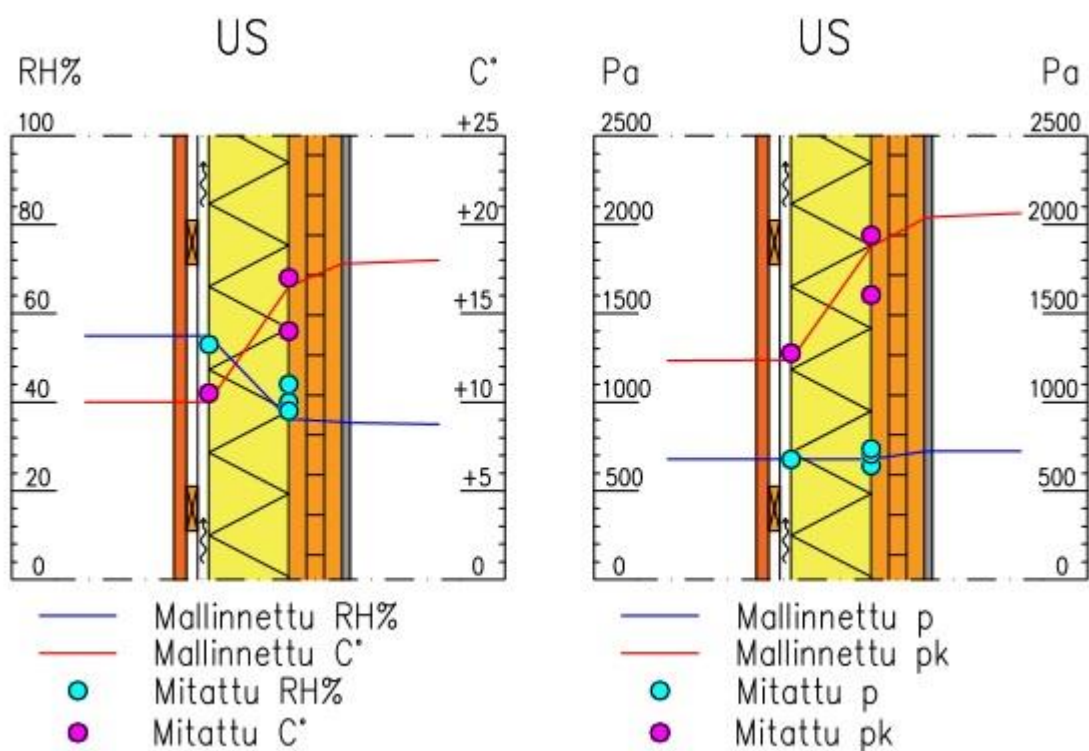 US
RH%
C°
100
80
60
40
20
0
+25
+20
+15
+10
+5
0
Mallinnettu RH%
Mallinnettu C°
Mitattu RH%
Mitattu C°
US
Pa
Pa
2500
2000
1500
1000
500
0
2500
2000
1500
1000
500
0
Mallinnettu p
Mallinnettu pk
Mitattu p
Mitattu pk